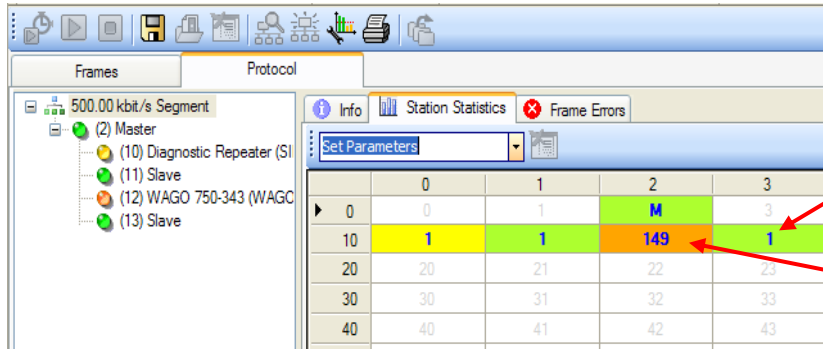 Frames Protocol
500.00 kbit/s Segment
(2) Master
(10) Diagnostic Repeater (SI
(11) Slave
(12) WAGO 750-343 (WAGO
(13) Slave
Info Station Statistics Frame Errors
Set Parameters
0 1 2 3
0 0 1 M 3
10 1 1 149 1
20 20 21 22 23
30 30 31 32 33
40 40 41 42 43